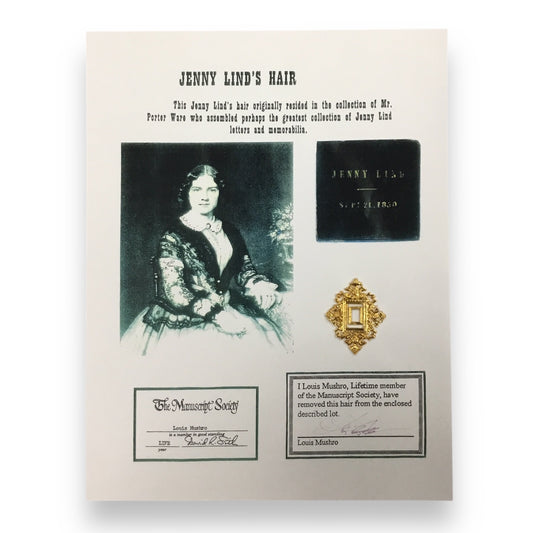 JENNY LIND'S HAIR
This Jenny Lind's hair originally resided in the collection of Mr.
Porter Ware who assembled perhaps the greatest collection of Jenny Lind
letters and memorabilia.
JENNY LIND
Sept 21, 1850
The Manuscript Society
Louis Mushro
is a member in good standing
LIFE
year
I Louis Mushro, Lifetime member
of the Manuscript Society, have
removed this hair from the enclosed
described lot.
Louis Mushro